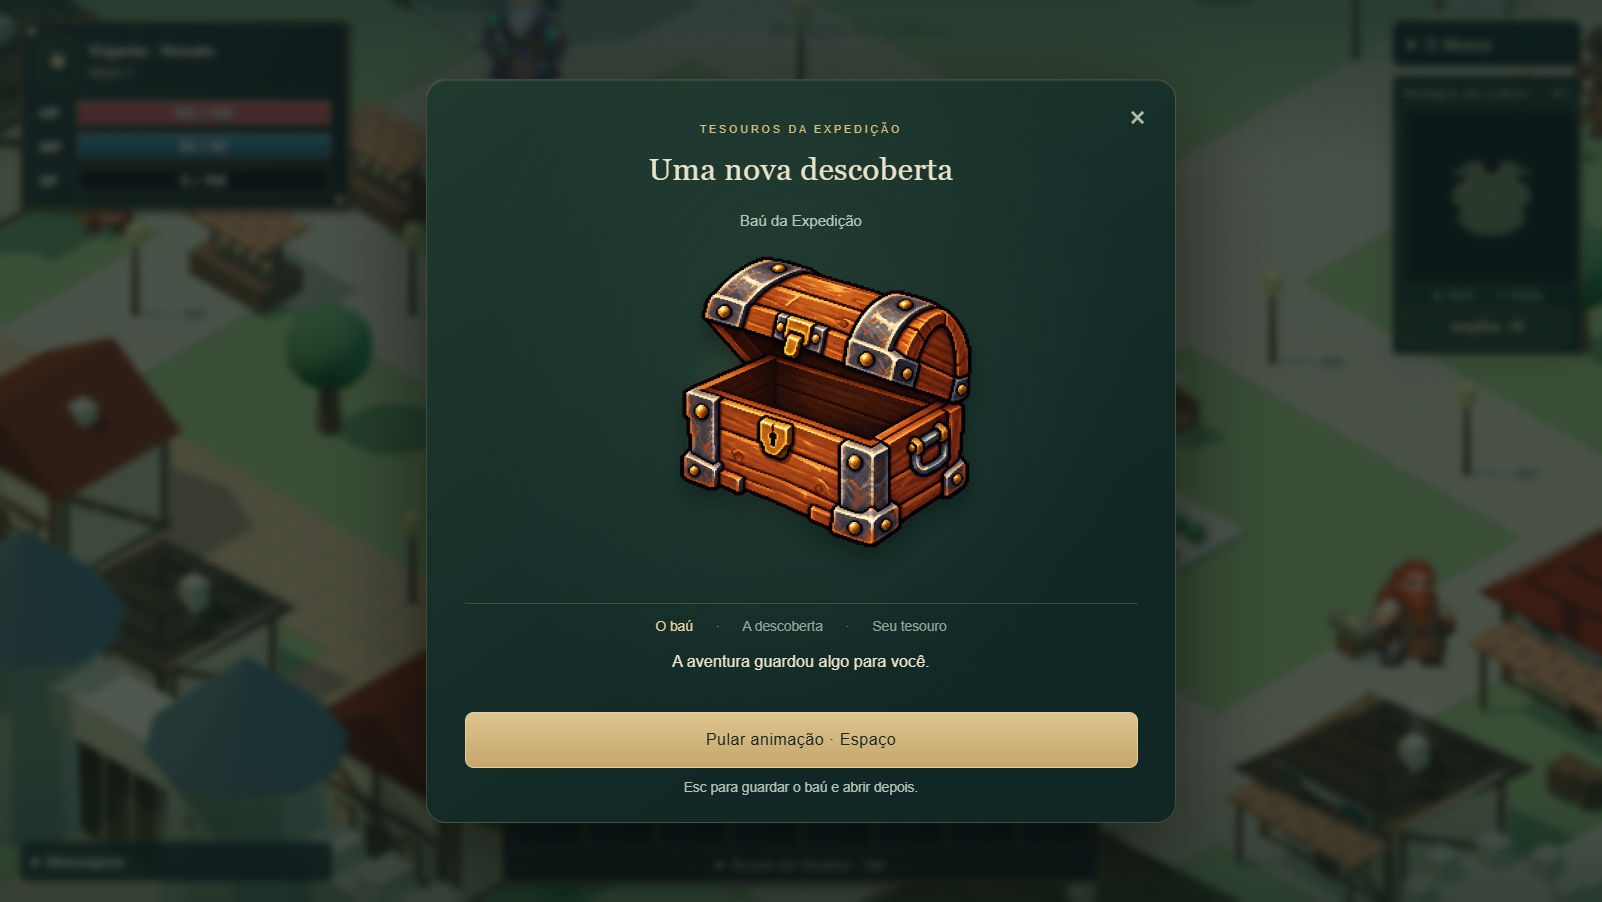 TESOUROS DA EXPEDIÇÃO
×
Uma nova descoberta
Baú da Expedição
O baú · A descoberta · Seu tesouro
A aventura guardou algo para você.
Pular animação · Espaço
Esc para guardar o baú e abrir depois.
Mensagens